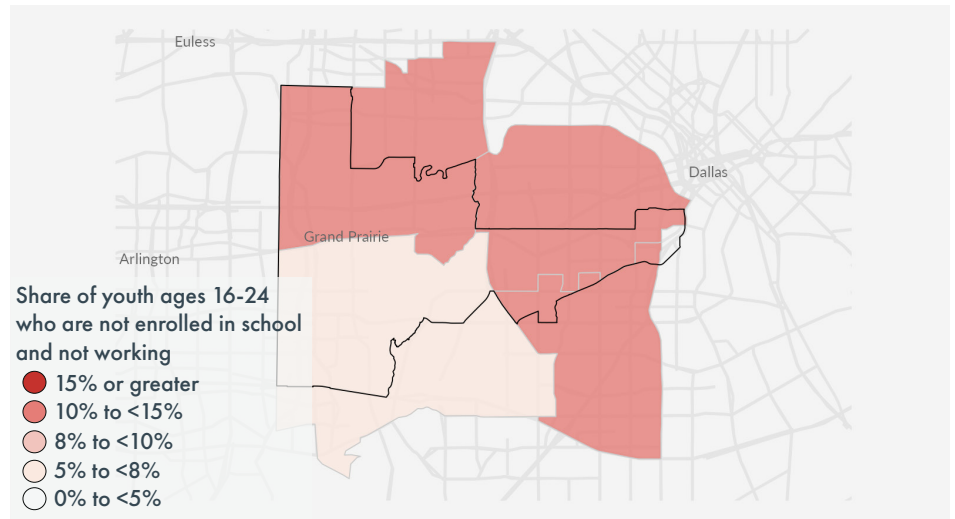 Euless
Dallas
Grand Prairie
Arlington
Share of youth ages 16-24
who are not enrolled in school
and not working
15% or greater
10% to <15%
8% to <10%
5% to <8%
0% to <5%